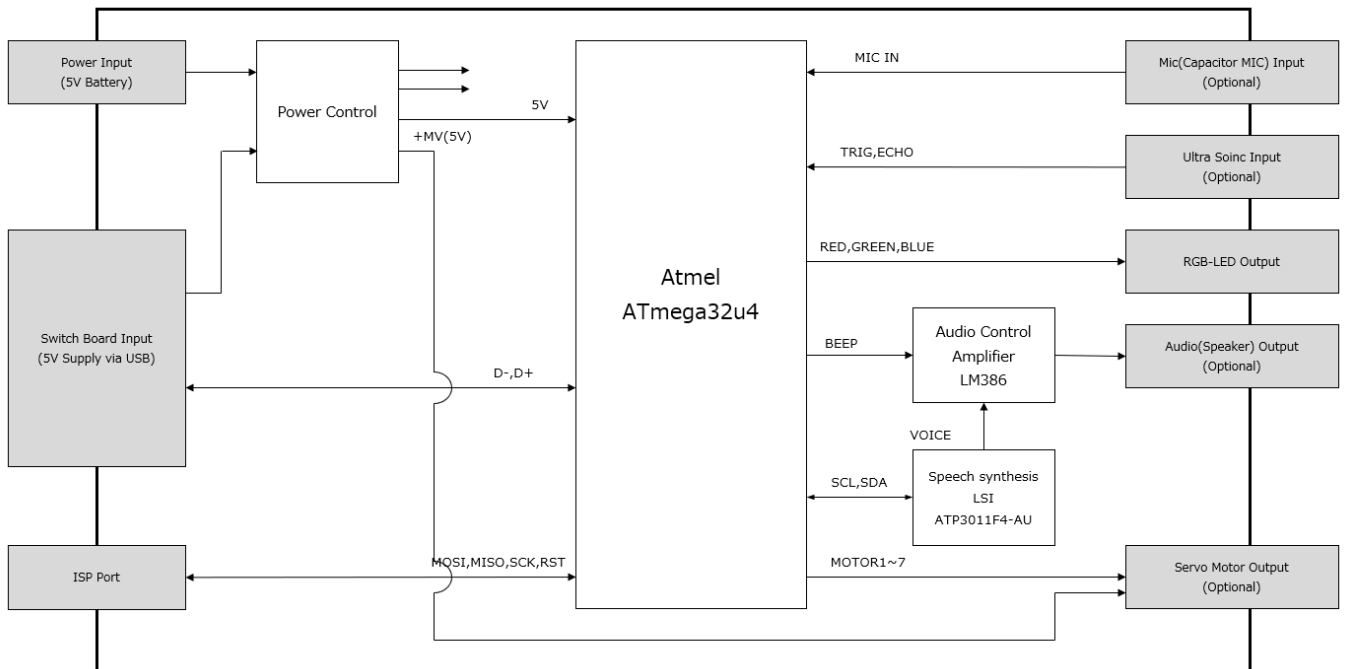 Power Input
(5V Battery)
Power Control
5V
+MV(5V)
Switch Board Input
(5V Supply via USB)
D-,D+
ISP Port
MOSI,MISO,SCK,RST
Atmel
ATmega32u4
MIC IN
Mic(Capacitor MIC) Input
(Optional)
TRIG,ECHO
Ultra Soinc Input
(Optional)
RED,GREEN,BLUE
RGB-LED Output
BEEP
Audio Control
Amplifier
LM386
Audio(Speaker) Output
(Optional)
VOICE
SCL,SDA
Speech synthesis
LSI
ATP3011F4-AU
MOTOR1~7
Servo Motor Output
(Optional)